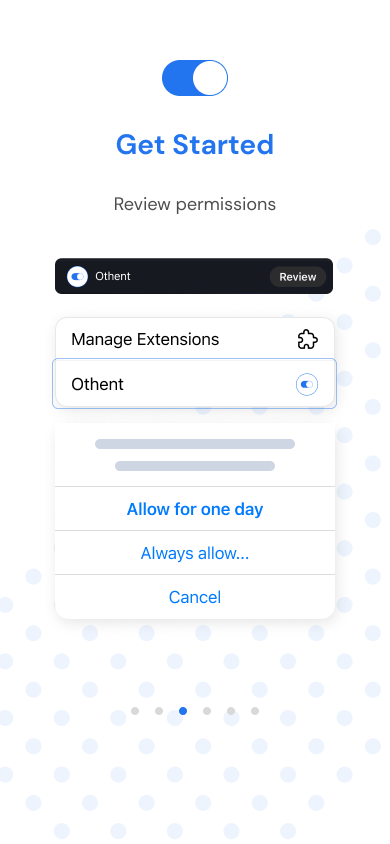 Get Started
Review permissions
Othent
Review
Manage Extensions
Othent
Allow for one day
Always allow...
Cancel